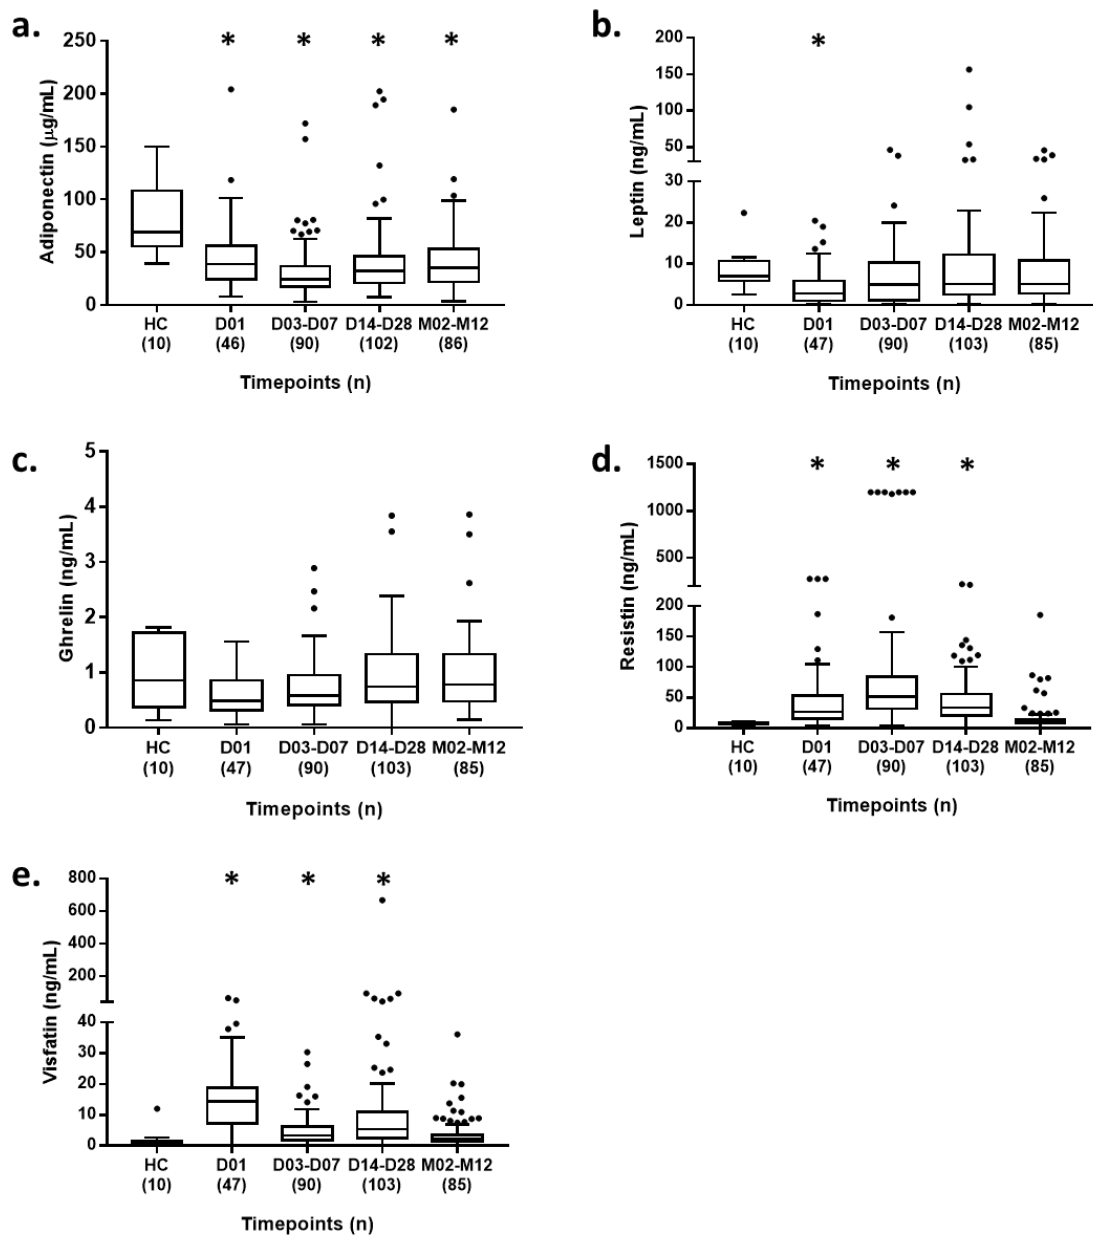 a.
* * * *
Adiponectin (µg/mL)
250
200
150
100
50
0
HC D01 D03-D07 D14-D28 M02-M12
(10) (46) (90) (102) (86)
Timepoints (n)
b.
*
Leptin (ng/mL)
200
150
100
50
30
20
10
0
HC D01 D03-D07 D14-D28 M02-M12
(10) (47) (90) (103) (85)
Timepoints (n)
c.
Ghrelin (ng/mL)
5
4
3
2
1
0
HC D01 D03-D07 D14-D28 M02-M12
(10) (47) (90) (103) (85)
Timepoints (n)
d.
* * *
Resistin (ng/mL)
1500
1000
500
200
150
100
50
0
HC D01 D03-D07 D14-D28 M02-M12
(10) (47) (90) (103) (85)
Timepoints (n)
e.
* * *
Visfatin (ng/mL)
800
600
400
200
40
30
20
10
0
HC D01 D03-D07 D14-D28 M02-M12
(10) (47) (90) (103) (85)
Timepoints (n)